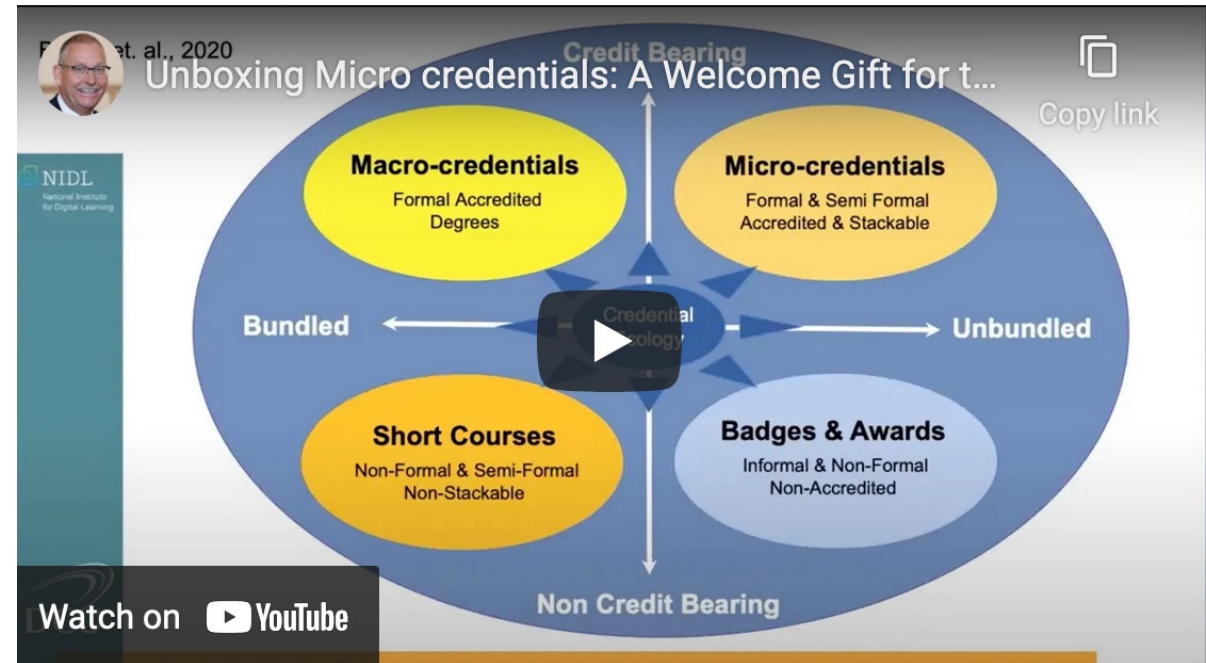 et. al., 2020
Credit Bearing
Unboxing Micro credentials: A Welcome Gift for t...
Copy link
NIDL
National Institute
for Digital Learning
Macro-credentials
Formal Accredited
Degrees
Micro-credentials
Formal & Semi Formal
Accredited & Stackable
Bundled
Credential
Ecology
Unbundled
Short Courses
Non-Formal & Semi-Formal
Non-Stackable
Badges & Awards
Informal & Non-Formal
Non-Accredited
Non Credit Bearing
Watch on YouTube